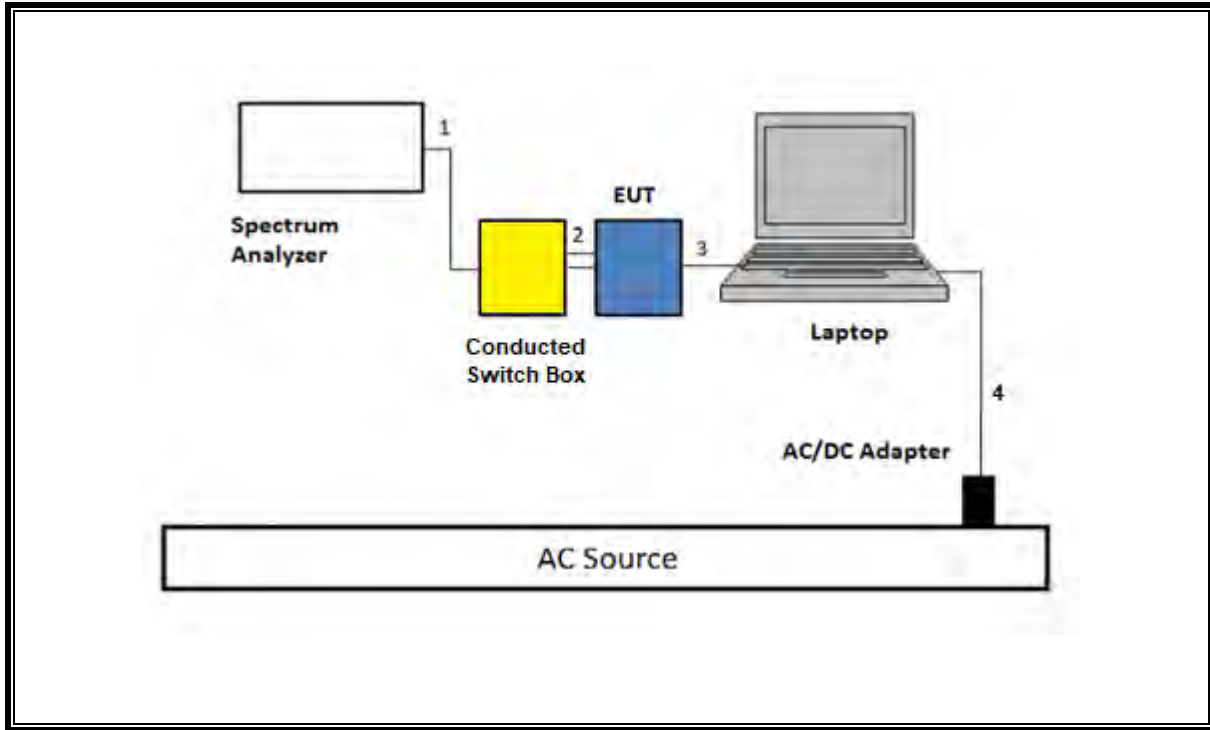 1
EUT
Spectrum
Analyzer
2
3
Conducted
Switch Box
Laptop
4
AC/DC Adapter
AC Source